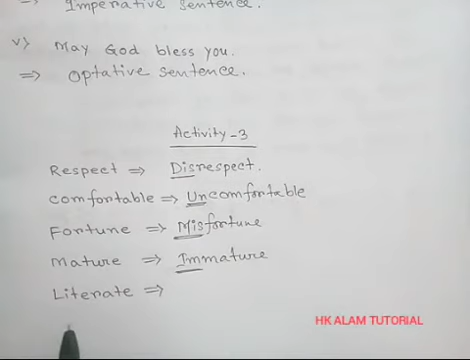 => Imperative sentence.
v) May God bless you.
=> Optative sentence.
Activity-3
Respect => Disrespect.
Comfortable => Uncomfortable
Fortune => Misfortune
Mature => Immature
Literate =>
HK ALAM TUTORIAL